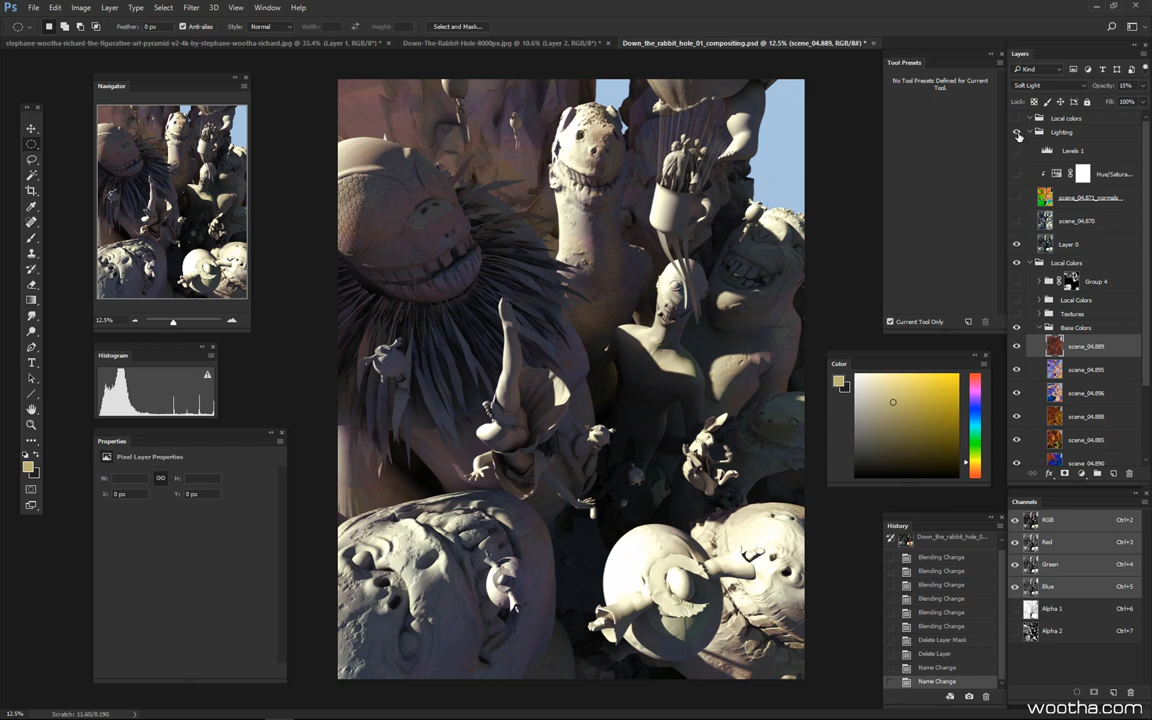 Ps File Edit Image Layer Type Select Filter 3D View Window Help
Feather: 0 px Anti-alias Style: Normal Width: Height: Select and Mask...
stephane-wootha-richard-the-figurative-art-pyramid-v2-4k-by-stephane-wootha-richard.jpg @ 33.4% (Layer 1, RGB/8*) * × Down-The-Rabbit-Hole-8000px.jpg @ 10.6% (Layer 2, RGB/8*) * × Down_the_rabbit_hole_01_compositing.psd @ 12.5% (scene_04.889, RGB/8#) * ×
Navigator
12.5%
Histogram
Properties
Pixel Layer Properties
W: H:
X: 0 px Y: 0 px
Tool Presets
No Tool Presets Defined for Current
Tool.
Current Tool Only
Color
History
Down_the_rabbit_hole_0...
Blending Change
Blending Change
Blending Change
Blending Change
Blending Change
Blending Change
Delete Layer Mask
Delete Layer
Name Change
Name Change
Layers
Kind
Soft Light Opacity: 15%
Lock: Fill: 100%
Local colors
Lighting
Levels 1
Hue/Satura...
scene_04.871_normals
scene_04.870
Layer 0
Local Colors
Group 4
Local Colors
Textures
Base Colors
scene_04.889
scene_04.895
scene_04.896
scene_04.888
scene_04.885
scene_04.890
Channels
RGB Ctrl+2
Red Ctrl+3
Green Ctrl+4
Blue Ctrl+5
Alpha 1 Ctrl+6
Alpha 2 Ctrl+7
12.5% Scratch: 11.6G/8.19G
wootha.com